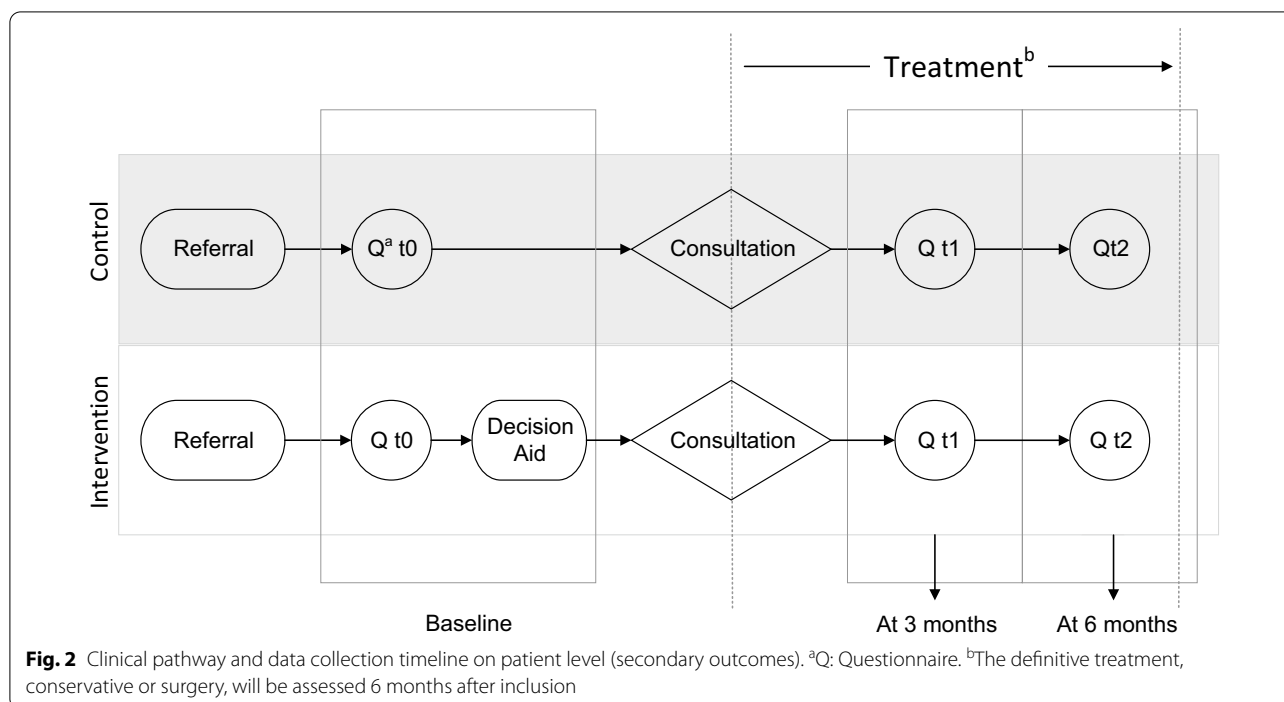 Treatmentᵇ
Control
Referral
Qᵃ t0
Consultation
Q t1
Qt2
Intervention
Referral
Q t0
Decision
Aid
Consultation
Q t1
Q t2
Baseline
At 3 months
At 6 months
Fig. 2 Clinical pathway and data collection timeline on patient level (secondary outcomes). ᵃQ: Questionnaire. ᵇThe definitive treatment,
conservative or surgery, will be assessed 6 months after inclusion